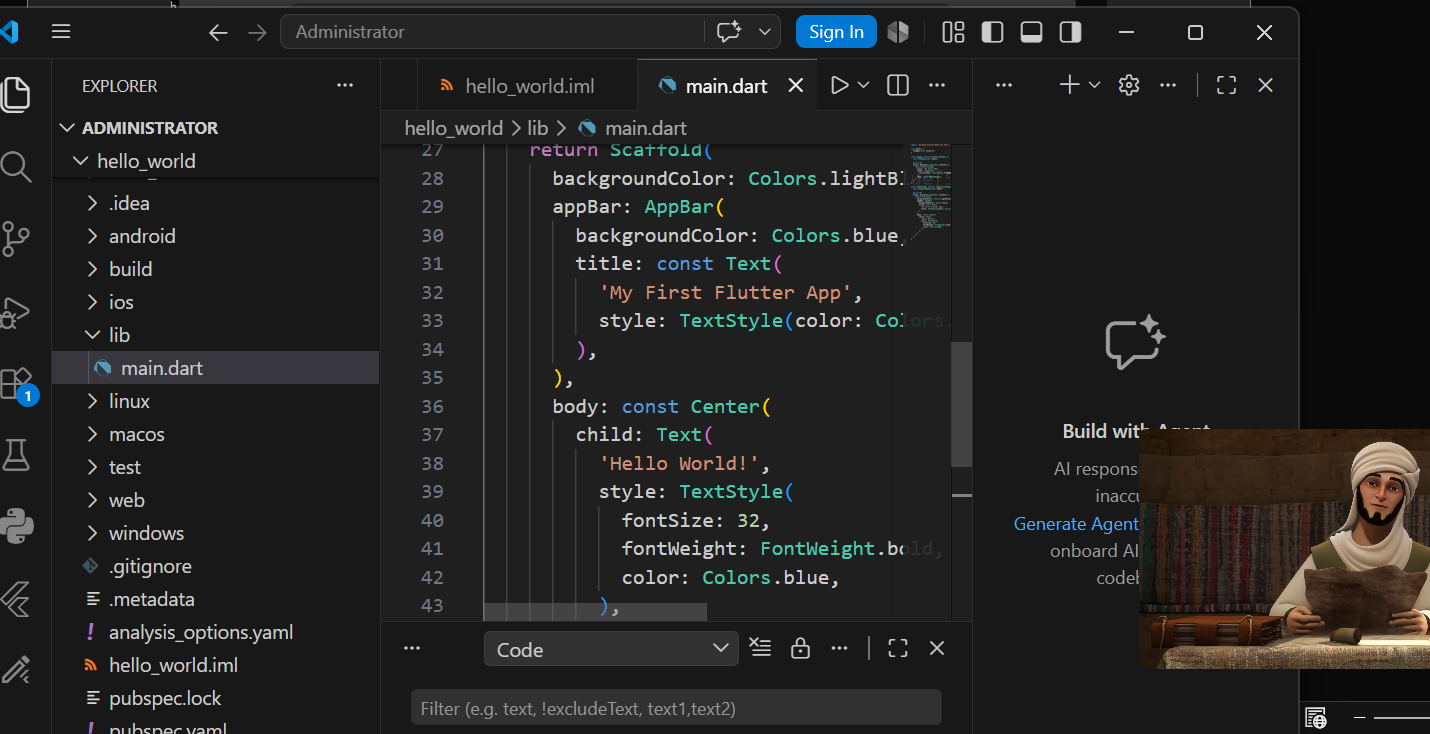 Administrator
Sign In
EXPLORER
hello_world.iml
main.dart
ADMINISTRATOR
hello_world
.idea
android
build
ios
lib
main.dart
linux
macos
test
web
windows
.gitignore
.metadata
analysis_options.yaml
hello_world.iml
pubspec.lock
pubspec.yaml
1
hello_world > lib > main.dart
27 return Scaffold(
28 backgroundColor: Colors.lightBl
29 appBar: AppBar(
30 backgroundColor: Colors.blue,
31 title: const Text(
32 'My First Flutter App',
33 style: TextStyle(color: Colors.
34 ),
35 ),
36 body: const Center(
37 child: Text(
38 'Hello World!',
39 style: TextStyle(
40 fontSize: 32,
41 fontWeight: FontWeight.bold,
42 color: Colors.blue,
43 ),
Code
Filter (e.g. text, !excludeText, text1,text2)
Build with Agent
AI respons
inaccu
Generate Agent
onboard AI
codeb